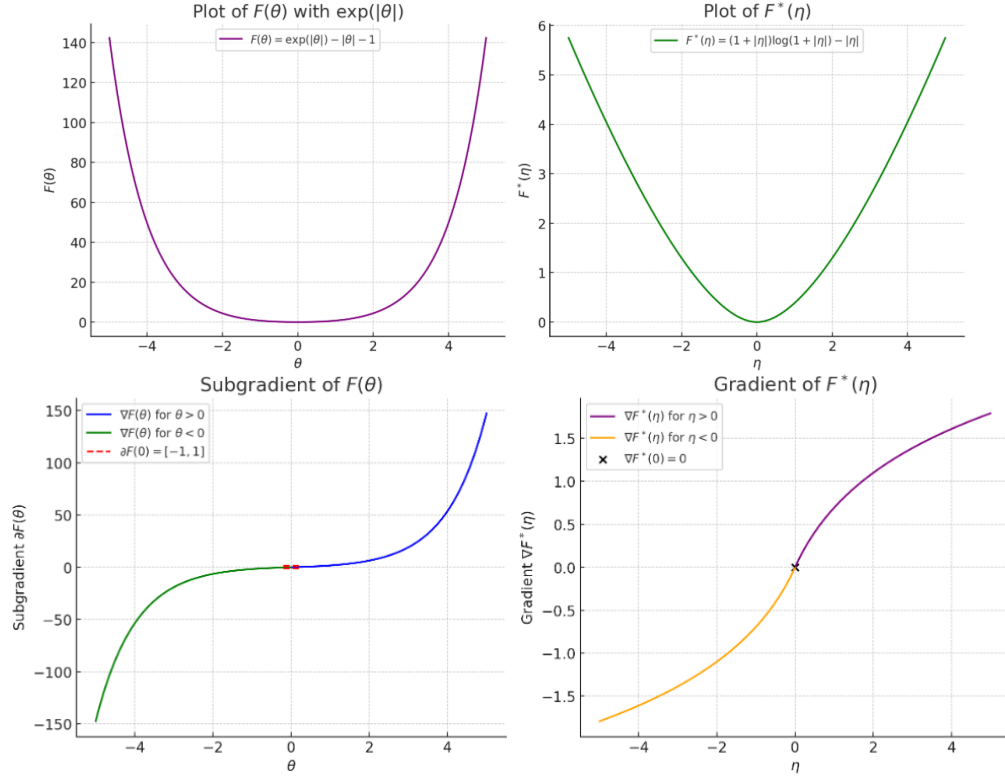 Plot of F(θ) with exp(|θ|)
F(θ) = exp(|θ|) − |θ| − 1
140
120
100
80
60
40
20
0
F(θ)
−4 −2 0 2 4
θ
Plot of F*(η)
F*(η) = (1 + |η|)log(1 + |η|) − |η|
6
5
4
3
2
1
0
F*(η)
−4 −2 0 2 4
η
Subgradient of F(θ)
∇F(θ) for θ > 0
∇F(θ) for θ < 0
∂F(0) = [−1, 1]
150
100
50
0
−50
−100
−150
Subgradient ∂F(θ)
−4 −2 0 2 4
θ
Gradient of F*(η)
∇F*(η) for η > 0
∇F*(η) for η < 0
∇F*(0) = 0
1.5
1.0
0.5
0.0
−0.5
−1.0
−1.5
Gradient ∇F*(η)
−4 −2 0 2 4
η